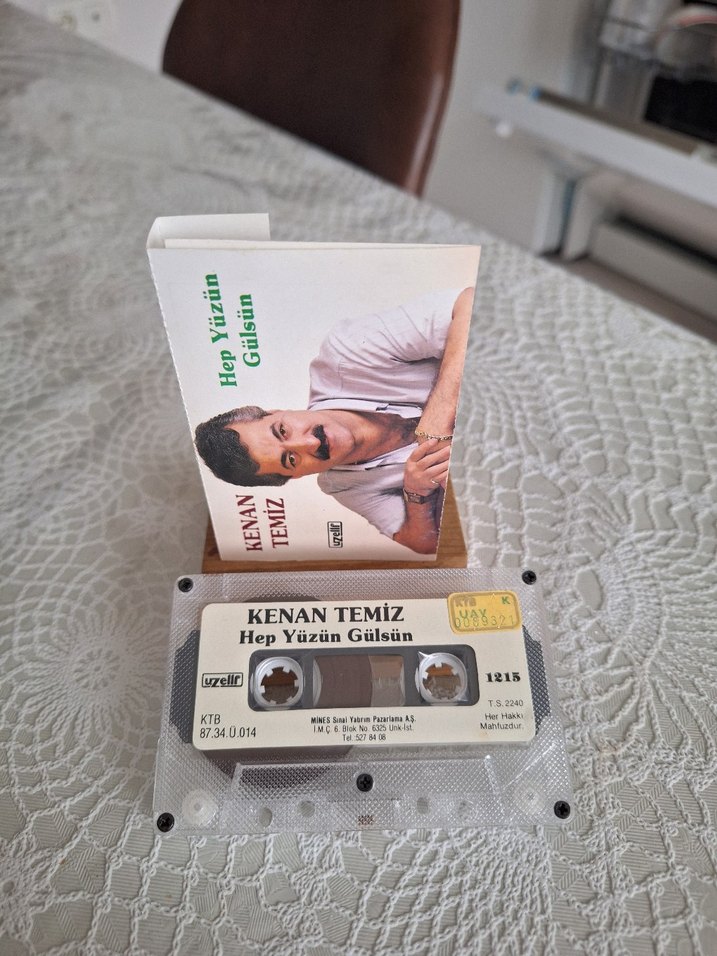 Hep Yüzün
Gülsün
KENAN
TEMİZ
uzelli
KENAN TEMİZ
Hep Yüzün Gülsün
KTB K
UAY
0089321
uzelli
1215
KTB
87.34.Ü.014
MİNES Sınai Yatırım Pazarlama A.Ş.
İ.M.Ç. 6. Blok No. 6325 Unk-İst.
Tel: 527 84 08
T.S. 2240
Her Hakkı
Mahfuzdur.